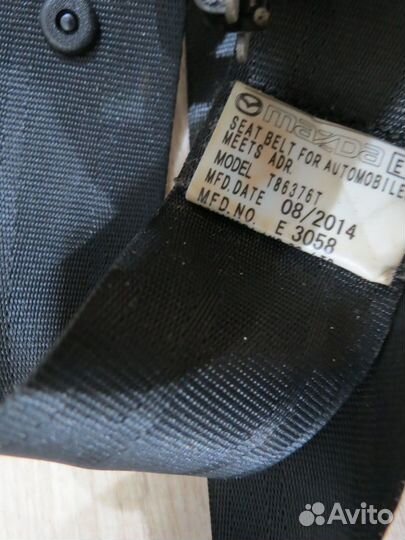 mazda E
SEAT BELT FOR AUTOMOBILE
MEETS ADR.
MODEL T86376T
MFD.DATE 08/2014
MFD.NO. E 3058
Avito